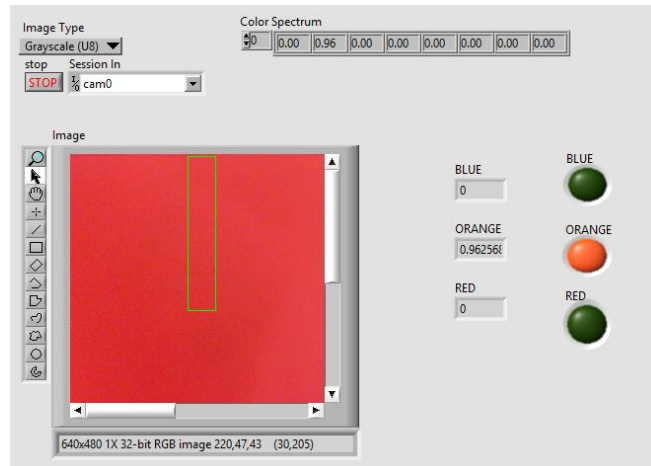 Image Type
Grayscale (U8)
stop
Session In
STOP
cam0
Color Spectrum
0
0.00 0.96 0.00 0.00 0.00 0.00 0.00 0.00
Image
640x480 1X 32-bit RGB image 220,47,43 (30,205)
BLUE
0
BLUE
ORANGE
0.962568
ORANGE
RED
0
RED